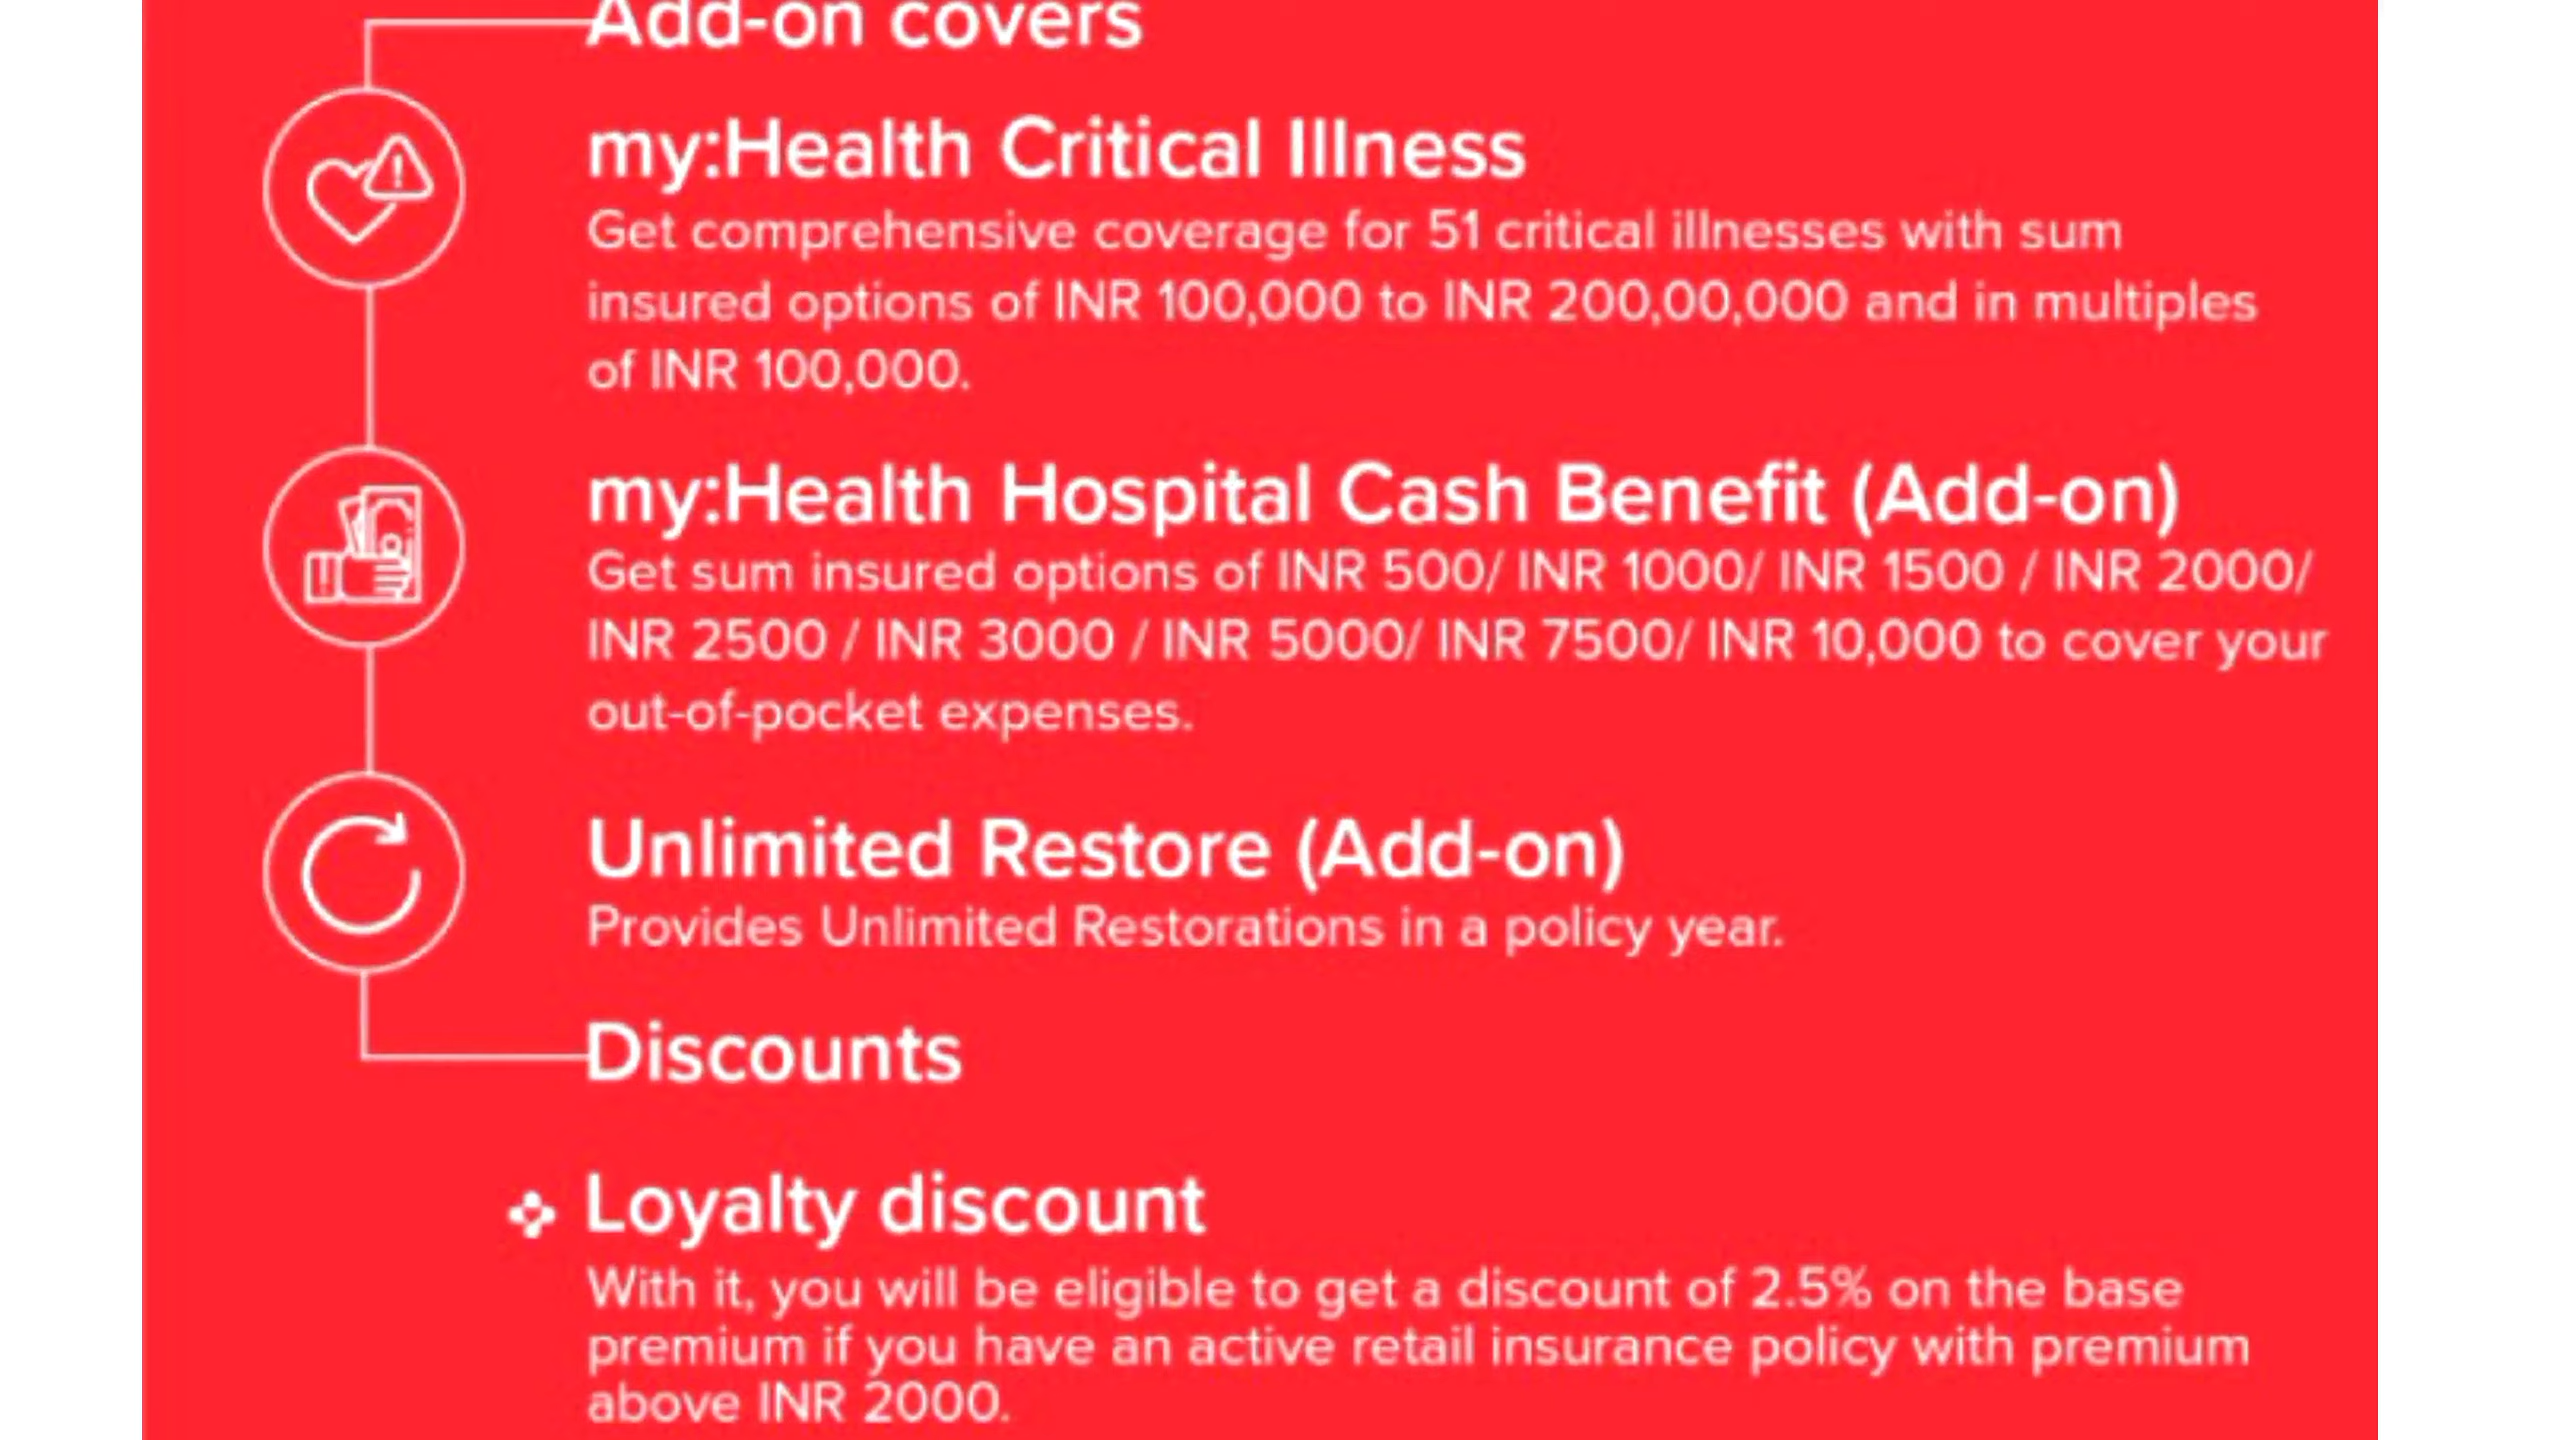 Add-on covers
my:Health Critical Illness
Get comprehensive coverage for 51 critical illnesses with sum
insured options of INR 100,000 to INR 200,00,000 and in multiples
of INR 100,000.
my:Health Hospital Cash Benefit (Add-on)
Get sum insured options of INR 500/ INR 1000/ INR 1500 / INR 2000/
INR 2500 / INR 3000 / INR 5000/ INR 7500/ INR 10,000 to cover your
out-of-pocket expenses.
Unlimited Restore (Add-on)
Provides Unlimited Restorations in a policy year.
Discounts
Loyalty discount
With it, you will be eligible to get a discount of 2.5% on the base
premium if you have an active retail insurance policy with premium
above INR 2000.